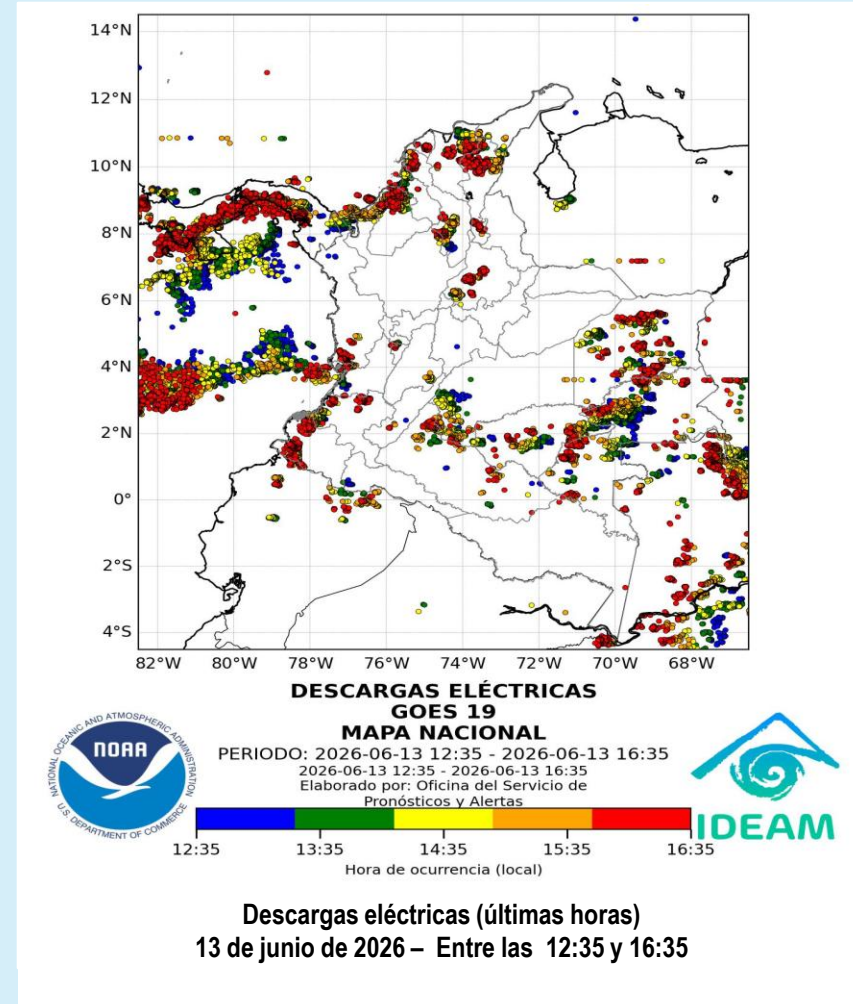 14°N
12°N
10°N
8°N
6°N
4°N
2°N
0°
2°S
4°S
82°W 80°W 78°W 76°W 74°W 72°W 70°W 68°W
DESCARGAS ELÉCTRICAS
GOES 19
MAPA NACIONAL
PERIODO: 2026-06-13 12:35 - 2026-06-13 16:35
2026-06-13 12:35 - 2026-06-13 16:35
Elaborado por: Oficina del Servicio de
Pronósticos y Alertas
NATIONAL OCEANIC AND ATMOSPHERIC ADMINISTRATION
NOAA
U.S. DEPARTMENT OF COMMERCE
IDEAM
12:35 13:35 14:35 15:35 16:35
Hora de ocurrencia (local)
Descargas eléctricas (últimas horas)
13 de junio de 2026 – Entre las 12:35 y 16:35